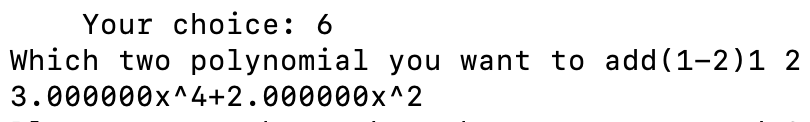 Your choice: 6
Which two polynomial you want to add(1-2)1 2
3.000000x^4+2.000000x^2